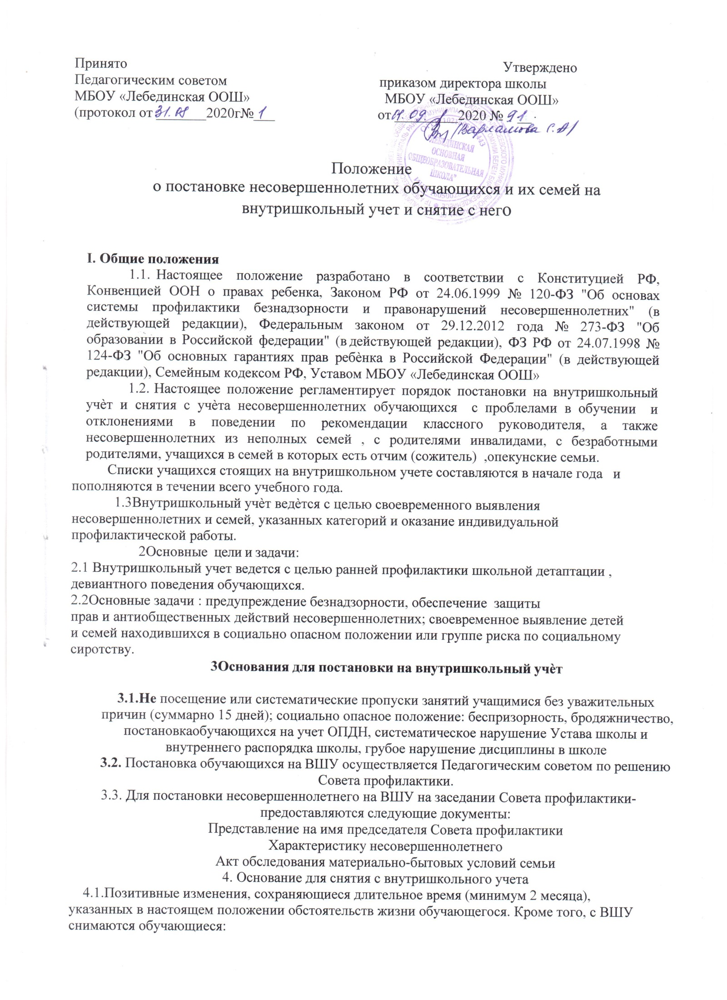 Принято
Утверждено
Педагогическим советом
приказом директора школы
МБОУ «Лебединская ООШ»
МБОУ «Лебединская ООШ»
(протокол от 31.08 2020г№ 1
от 09. 2020 № 91
/Варламова С.А/
"ЛЕБЕДИНСКАЯ
ОСНОВНАЯ
ОБЩЕОБРАЗОВАТЕЛЬНАЯ
ШКОЛА"
Положение
о постановке несовершеннолетних обучающихся и их семей на
внутришкольный учет и снятие с него
I. Общие положения
1.1. Настоящее положение разработано в соответствии с Конституцией РФ,
Конвенцией ООН о правах ребенка, Законом РФ от 24.06.1999 № 120-ФЗ "Об основах
системы профилактики безнадзорности и правонарушений несовершеннолетних" (в
действующей редакции), Федеральным законом от 29.12.2012 года № 273-ФЗ "Об
образовании в Российской федерации" (в действующей редакции), ФЗ РФ от 24.07.1998 №
124-ФЗ "Об основных гарантиях прав ребѐнка в Российской Федерации" (в действующей
редакции), Семейным кодексом РФ, Уставом МБОУ «Лебединская ООШ»
1.2. Настоящее положение регламентирует порядок постановки на внутришкольный
учѐт и снятия с учѐта несовершеннолетних обучающихся с проблелами в обучении и
отклонениями в поведении по рекомендации классного руководителя, а также
несовершеннолетних из неполных семей , с родителями инвалидами, с безработными
родителями, учащихся в семей в которых есть отчим (сожитель) ,опекунские семьи.
Списки учащихся стоящих на внутришкольном учете составляются в начале года и
пополняются в течении всего учебного года.
1.3Внутришкольный учѐт ведѐтся с целью своевременного выявления
несовершеннолетних и семей, указанных категорий и оказание индивидуальной
профилактической работы.
2Основные цели и задачи:
2.1 Внутришкольный учет ведется с целью ранней профилактики школьной детаптации ,
девиантного поведения обучающихся.
2.2Основные задачи : предупреждение безнадзорности, обеспечение защиты
прав и антиобщественных действий несовершеннолетних; своевременное выявление детей
и семей находившихся в социально опасном положении или группе риска по социальному
сиротству.
3Основания для постановки на внутришкольный учѐт
3.1.Не посещение или систематические пропуски занятий учащимися без уважительных
причин (суммарно 15 дней); социально опасное положение: беспризорность, бродяжничество,
постановкаобучающихся на учет ОПДН, систематическое нарушение Устава школы и
внутреннего распорядка школы, грубое нарушение дисциплины в школе
3.2. Постановка обучающихся на ВШУ осуществляется Педагогическим советом по решению
Совета профилактики.
3.3. Для постановки несовершеннолетнего на ВШУ на заседании Совета профилактики-
предоставляются следующие документы:
Представление на имя председателя Совета профилактики
Характеристику несовершеннолетнего
Акт обследования материально-бытовых условий семьи
4. Основание для снятия с внутришкольного учета
4.1.Позитивные изменения, сохраняющиеся длительное время (минимум 2 месяца),
указанных в настоящем положении обстоятельств жизни обучающегося. Кроме того, с ВШУ
снимаются обучающиеся: